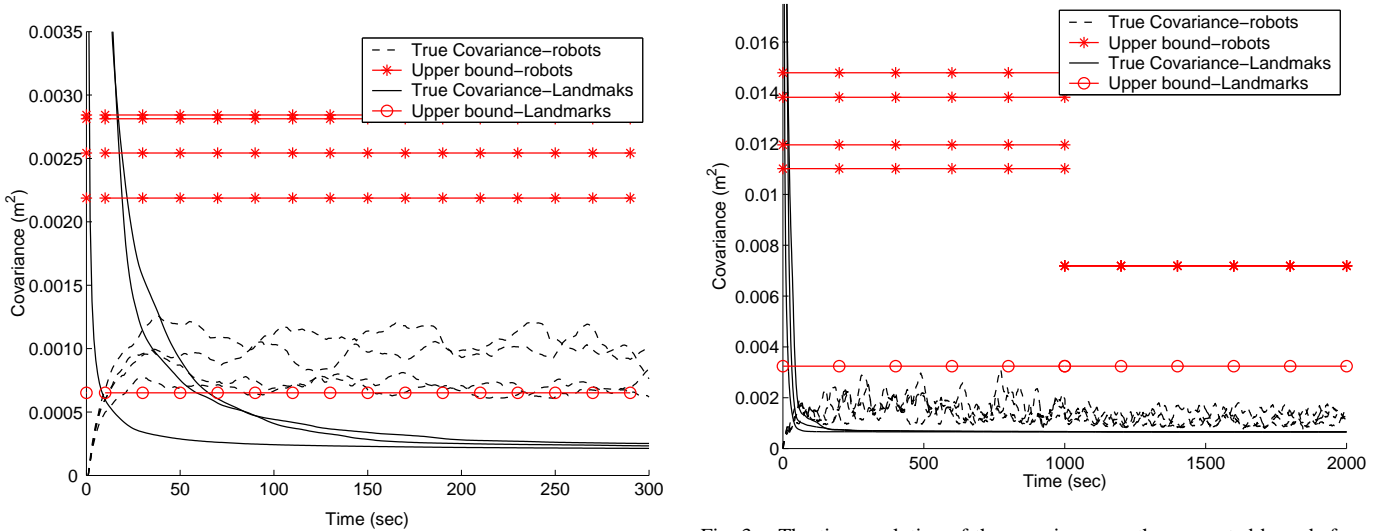 0.0035
0.0030
0.0025
0.0020
0.0015
0.0010
0.0005
0
Covariance (m2)
0 50 100 150 200 250 300
Time (sec)
True Covariance−robots
Upper bound−robots
True Covariance−Landmaks
Upper bound−Landmarks
0.016
0.014
0.012
0.01
0.008
0.006
0.004
0.002
0
Covariance (m2)
0 500 1000 1500 2000
Time (sec)
True Covariance−robots
Upper bound−robots
True Covariance−Landmaks
Upper bound−Landmarks